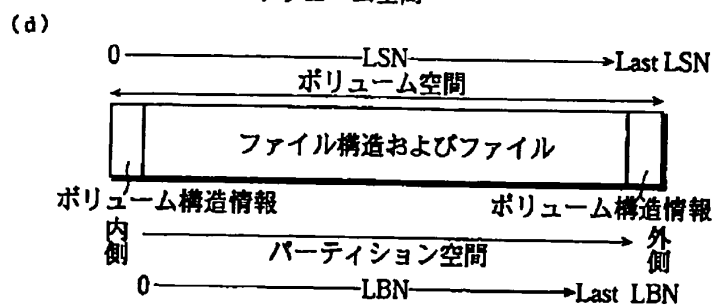 (d)
0 LSN Last LSN
ボリューム空間
ファイル構造およびファイル
ボリューム構造情報 ボリューム構造情報
内側 パーティション空間 外側
0 LBN Last LBN